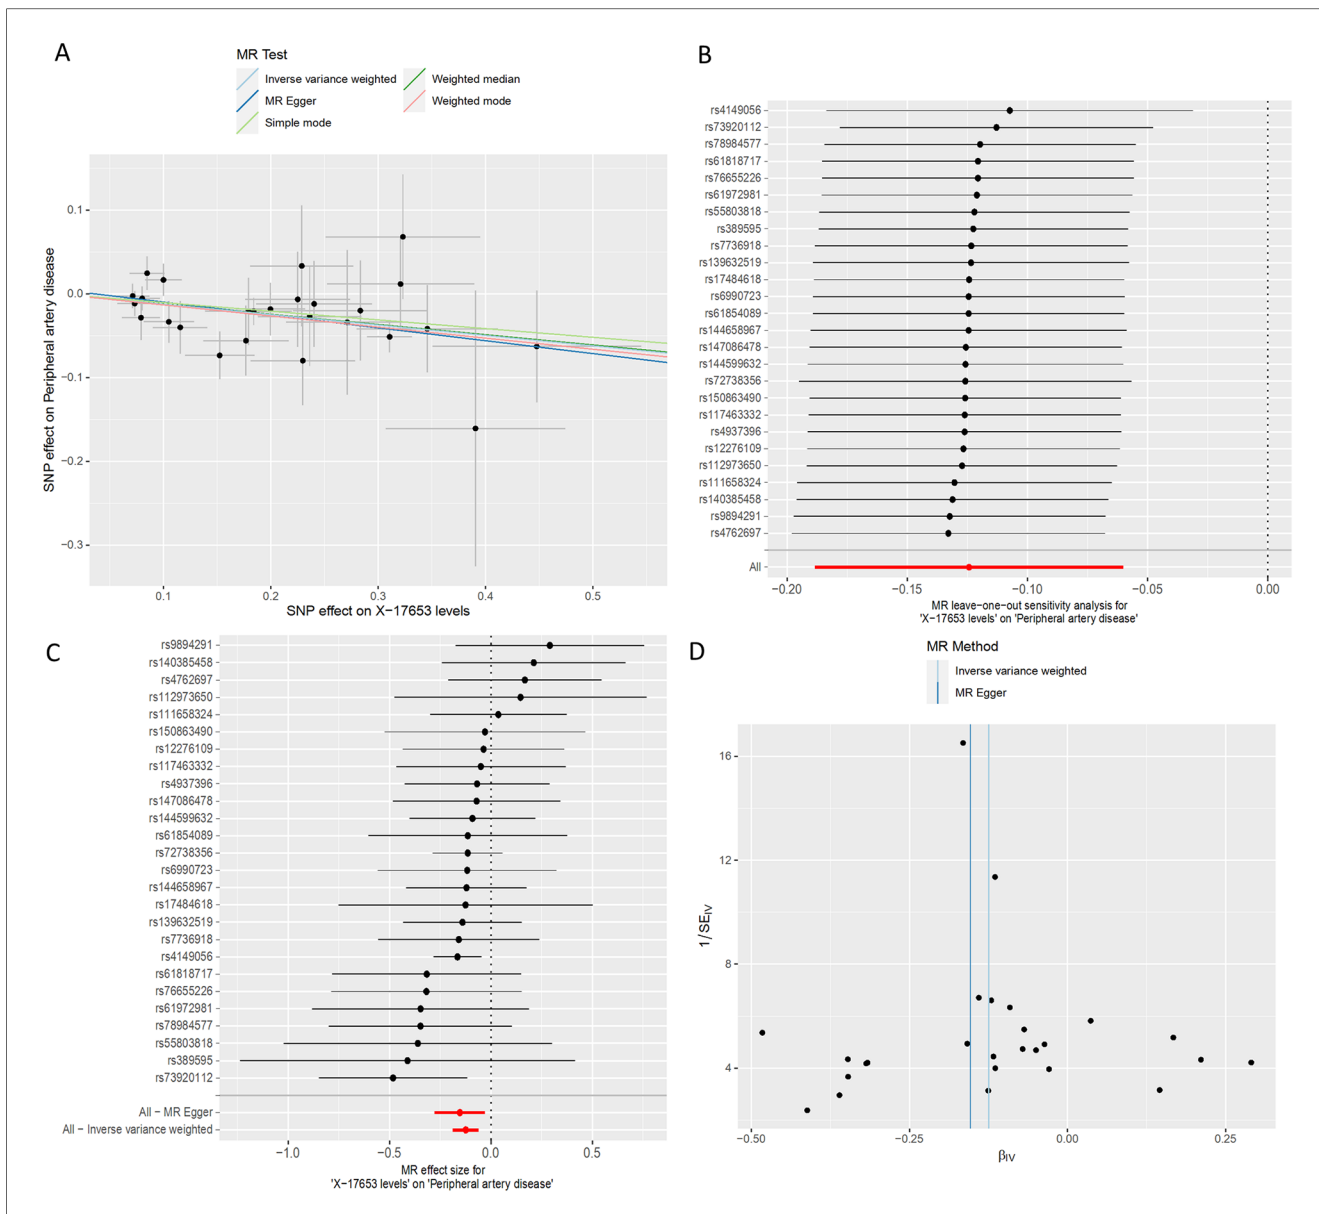 A
MR Test
Inverse variance weighted
Weighted median
MR Egger
Weighted mode
Simple mode
SNP effect on Peripheral artery disease
0.1
0.0
−0.1
−0.2
−0.3
0.1 0.2 0.3 0.4 0.5
SNP effect on X−17653 levels
B
rs4149056
rs73920112
rs78984577
rs61818717
rs76655226
rs61972981
rs55803818
rs389595
rs7736918
rs139632519
rs17484618
rs6990723
rs61854089
rs144658967
rs147086478
rs144599632
rs72738356
rs150863490
rs117463332
rs4937396
rs12276109
rs112973650
rs111658324
rs140385458
rs9894291
rs4762697
All
−0.20 −0.15 −0.10 −0.05 0.00
MR leave−one−out sensitivity analysis for
'X−17653 levels' on 'Peripheral artery disease'
C
rs9894291
rs140385458
rs4762697
rs112973650
rs111658324
rs150863490
rs12276109
rs117463332
rs4937396
rs147086478
rs144599632
rs61854089
rs72738356
rs6990723
rs144658967
rs17484618
rs139632519
rs7736918
rs4149056
rs61818717
rs76655226
rs61972981
rs78984577
rs55803818
rs389595
rs73920112
All − MR Egger
All − Inverse variance weighted
−1.0 −0.5 0.0 0.5
MR effect size for
'X−17653 levels' on 'Peripheral artery disease'
D
MR Method
Inverse variance weighted
MR Egger
1/SEIV
16
12
8
4
−0.50 −0.25 0.00 0.25
βIV